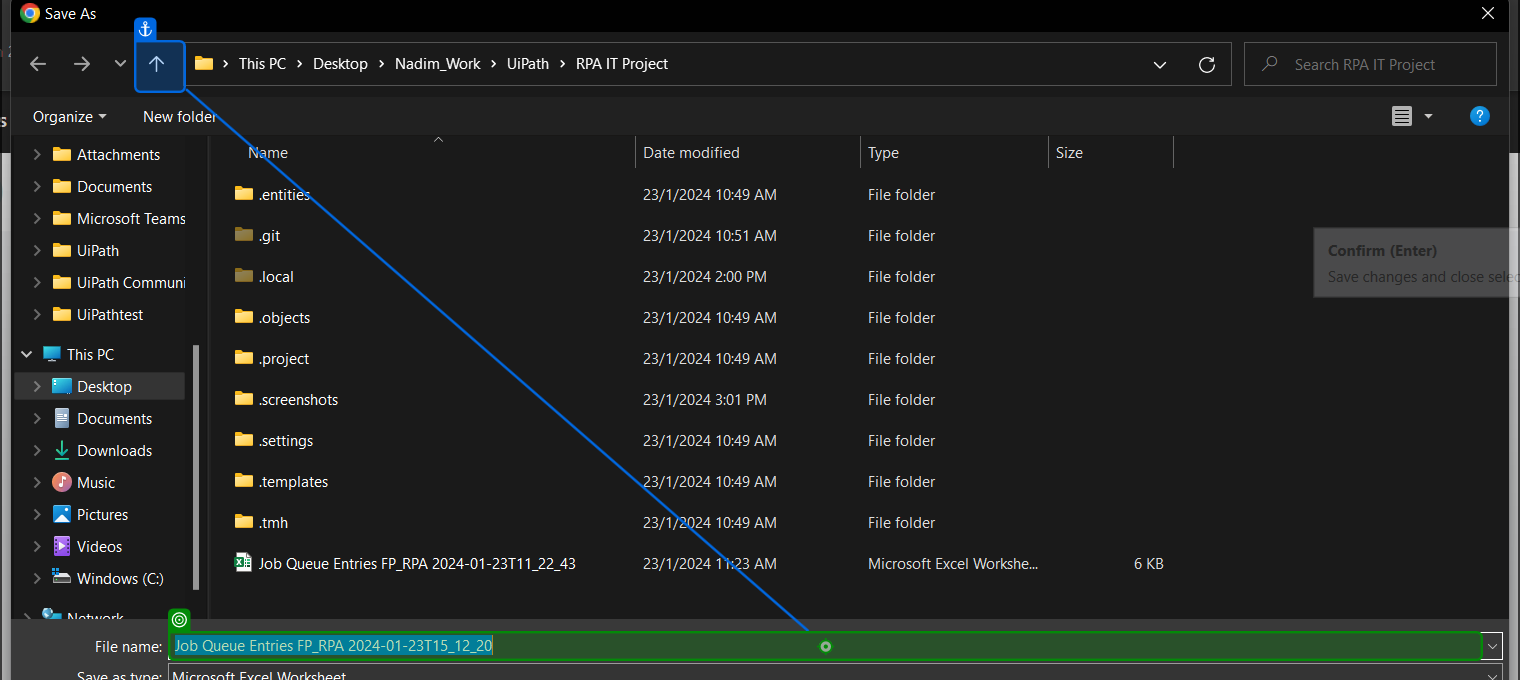 Save As
This PC > Desktop > Nadim_Work > UiPath > RPA IT Project
Search RPA IT Project
Organize
New folder
Attachments
Documents
Microsoft Teams
UiPath
UiPath Communi
UiPathtest
This PC
Desktop
Documents
Downloads
Music
Pictures
Videos
Windows (C:)
Network
Name Date modified Type Size
.entities 23/1/2024 10:49 AM File folder
.git 23/1/2024 10:51 AM File folder
.local 23/1/2024 2:00 PM File folder
.objects 23/1/2024 10:49 AM File folder
.project 23/1/2024 10:49 AM File folder
.screenshots 23/1/2024 3:01 PM File folder
.settings 23/1/2024 10:49 AM File folder
.templates 23/1/2024 10:49 AM File folder
.tmh 23/1/2024 10:49 AM File folder
Job Queue Entries FP_RPA 2024-01-23T11_22_43 23/1/2024 11:23 AM Microsoft Excel Workshe... 6 KB
Confirm (Enter)
Save changes and close sele
File name: Job Queue Entries FP_RPA 2024-01-23T15_12_20
Save as type: Microsoft Excel Worksheet